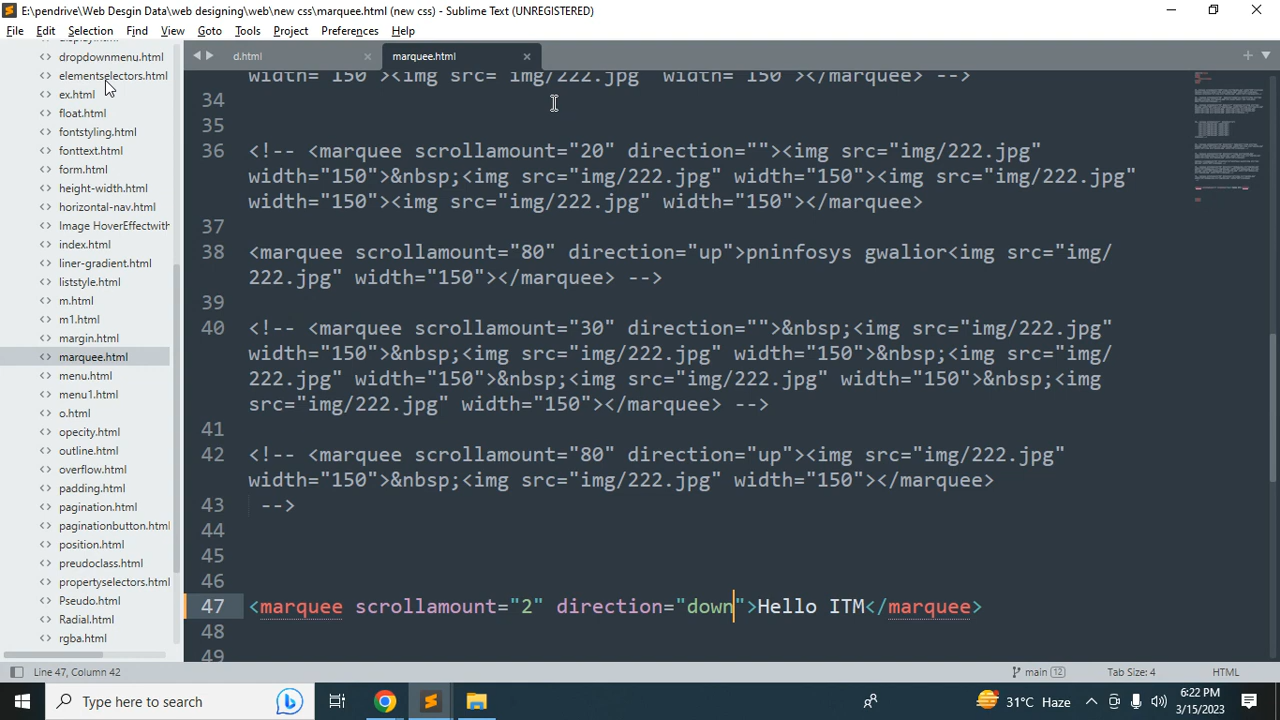 E:\pendrive\Web Desgin Data\web designing\web\new css\marquee.html (new css) - Sublime Text (UNREGISTERED)
File Edit Selection View Goto Tools Project Preferences Help
d.html marquee.html
dropdownmenu.html
elementselectors.html
ex.html
float.html
fontstyling.html
fonttext.html
form.html
height-width.html
horizontal-nav.html
Image HoverEffectwith
index.html
liner-gradient.html
liststyle.html
m.html
m1.html
margin.html
marquee.html
menu.html
menu1.html
o.html
opecity.html
outline.html
overflow.html
padding.html
pagination.html
paginationbutton.html
position.html
preudoclass.html
propertyselectors.html
Pseudo.html
Radial.html
rgba.html
width="150"><img src="img/222.jpg" width="150"></marquee> -->
34
35
36 <!-- <marquee scrollamount="20" direction=""><img src="img/222.jpg"
width="150">&nbsp;<img src="img/222.jpg" width="150"><img src="img/222.jpg"
width="150"><img src="img/222.jpg" width="150"></marquee>
37
38 <marquee scrollamount="80" direction="up">pninfosys gwalior<img src="img/
222.jpg" width="150"></marquee> -->
39
40 <!-- <marquee scrollamount="30" direction="">&nbsp;<img src="img/222.jpg"
width="150">&nbsp;<img src="img/222.jpg" width="150">&nbsp;<img src="img/
222.jpg" width="150">&nbsp;<img src="img/222.jpg" width="150">&nbsp;<img
src="img/222.jpg" width="150"></marquee> -->
41
42 <!-- <marquee scrollamount="80" direction="up"><img src="img/222.jpg"
width="150">&nbsp;<img src="img/222.jpg" width="150"></marquee>
43 -->
44
45
46
47 <marquee scrollamount="2" direction="down">Hello ITM</marquee>
48
49
Line 47, Column 42 main 12 Tab Size: 4 HTML
Type here to search 31°C Haze 6:22 PM
3/15/2023